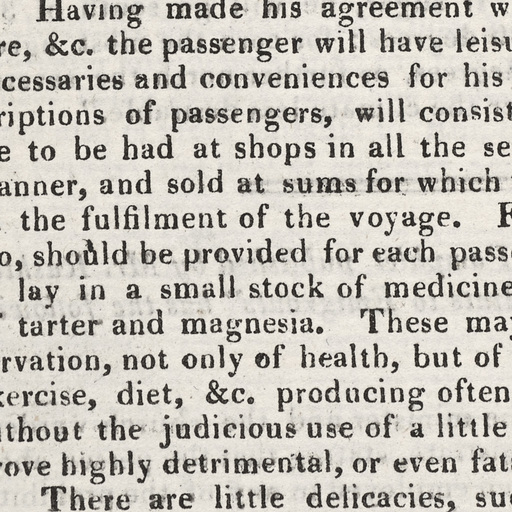 Having made his agreement w
re, &c. the passenger will have leisu
cessaries and conveniences for his
riptions of passengers, will consist
e to be had at shops in all the se
anner, and sold at sums for which
the fulfilment of the voyage. F
o, should be provided for each pass
lay in a small stock of medicine
tarter and magnesia. These may
rvation, not only of health, but of
xercise, diet, &c. producing often
ithout the judicious use of a little
rove highly detrimental, or even fat
There are little delicacies, suc